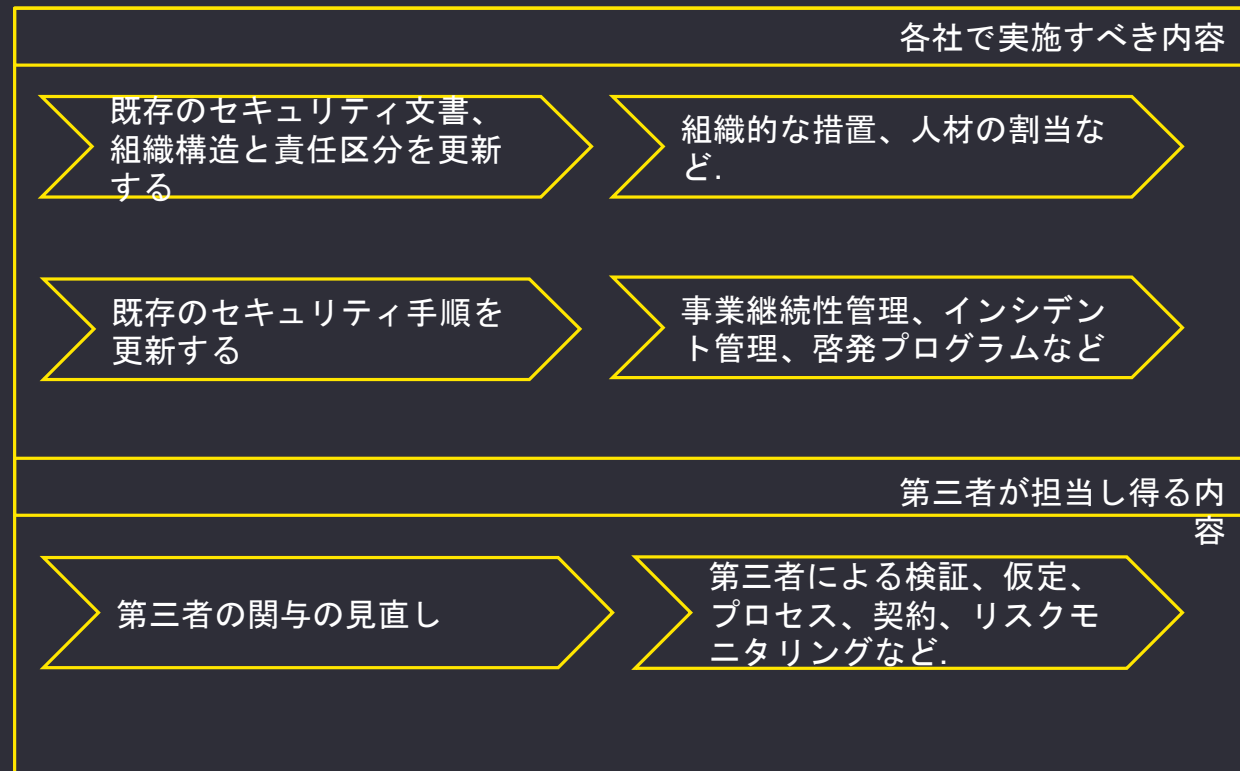 各社で実施すべき内容
既存のセキュリティ文書、
組織構造と責任区分を更新
する
組織的な措置、人材の割当な
ど.
既存のセキュリティ手順を
更新する
事業継続性管理、インシデン
ト管理、啓発プログラムなど
第三者が担当し得る内
容
第三者の関与の見直し
第三者による検証、仮定、
プロセス、契約、リスクモ
ニタリングなど.